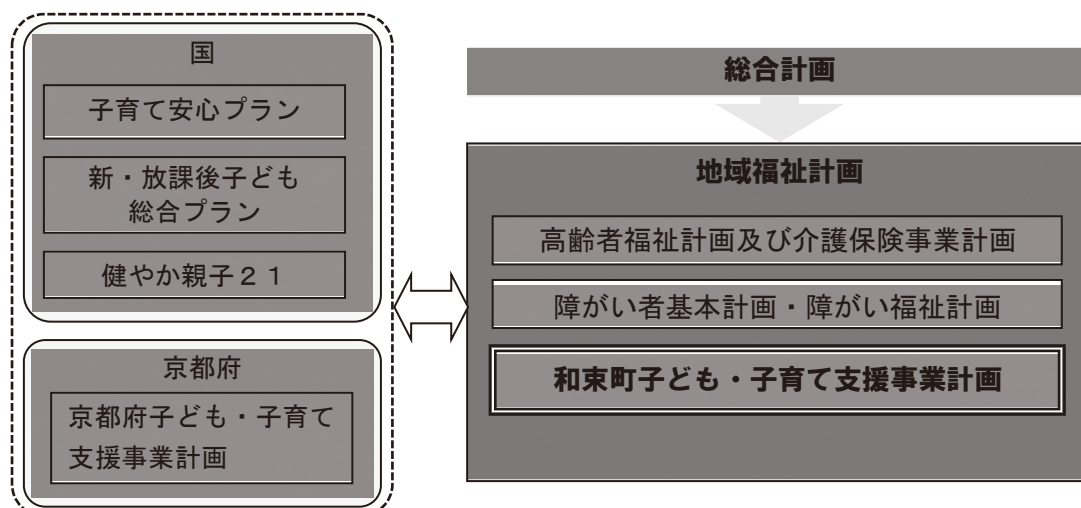 国
子育て安心プラン
新・放課後子ども
総合プラン
健やか親子２１
京都府
京都府子ども・子育て
支援事業計画
総合計画
地域福祉計画
高齢者福祉計画及び介護保険事業計画
障がい者基本計画・障がい福祉計画
和束町子ども・子育て支援事業計画